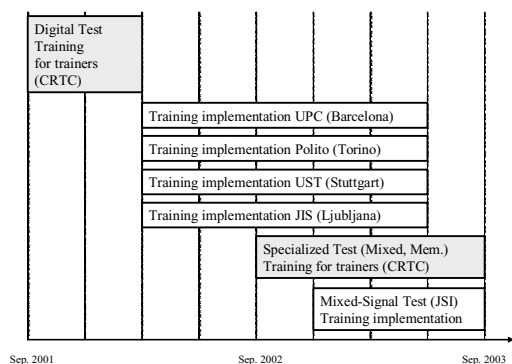 Digital Test
Training
for trainers
(CRTC)
Training implementation UPC (Barcelona)
Training implementation Polito (Torino)
Training implementation UST (Stuttgart)
Training implementation JIS (Ljubljana)
Specialized Test (Mixed, Mem.)
Training for trainers (CRTC)
Mixed-Signal Test (JSI)
Training implementation
Sep. 2001
Sep. 2002
Sep. 2003